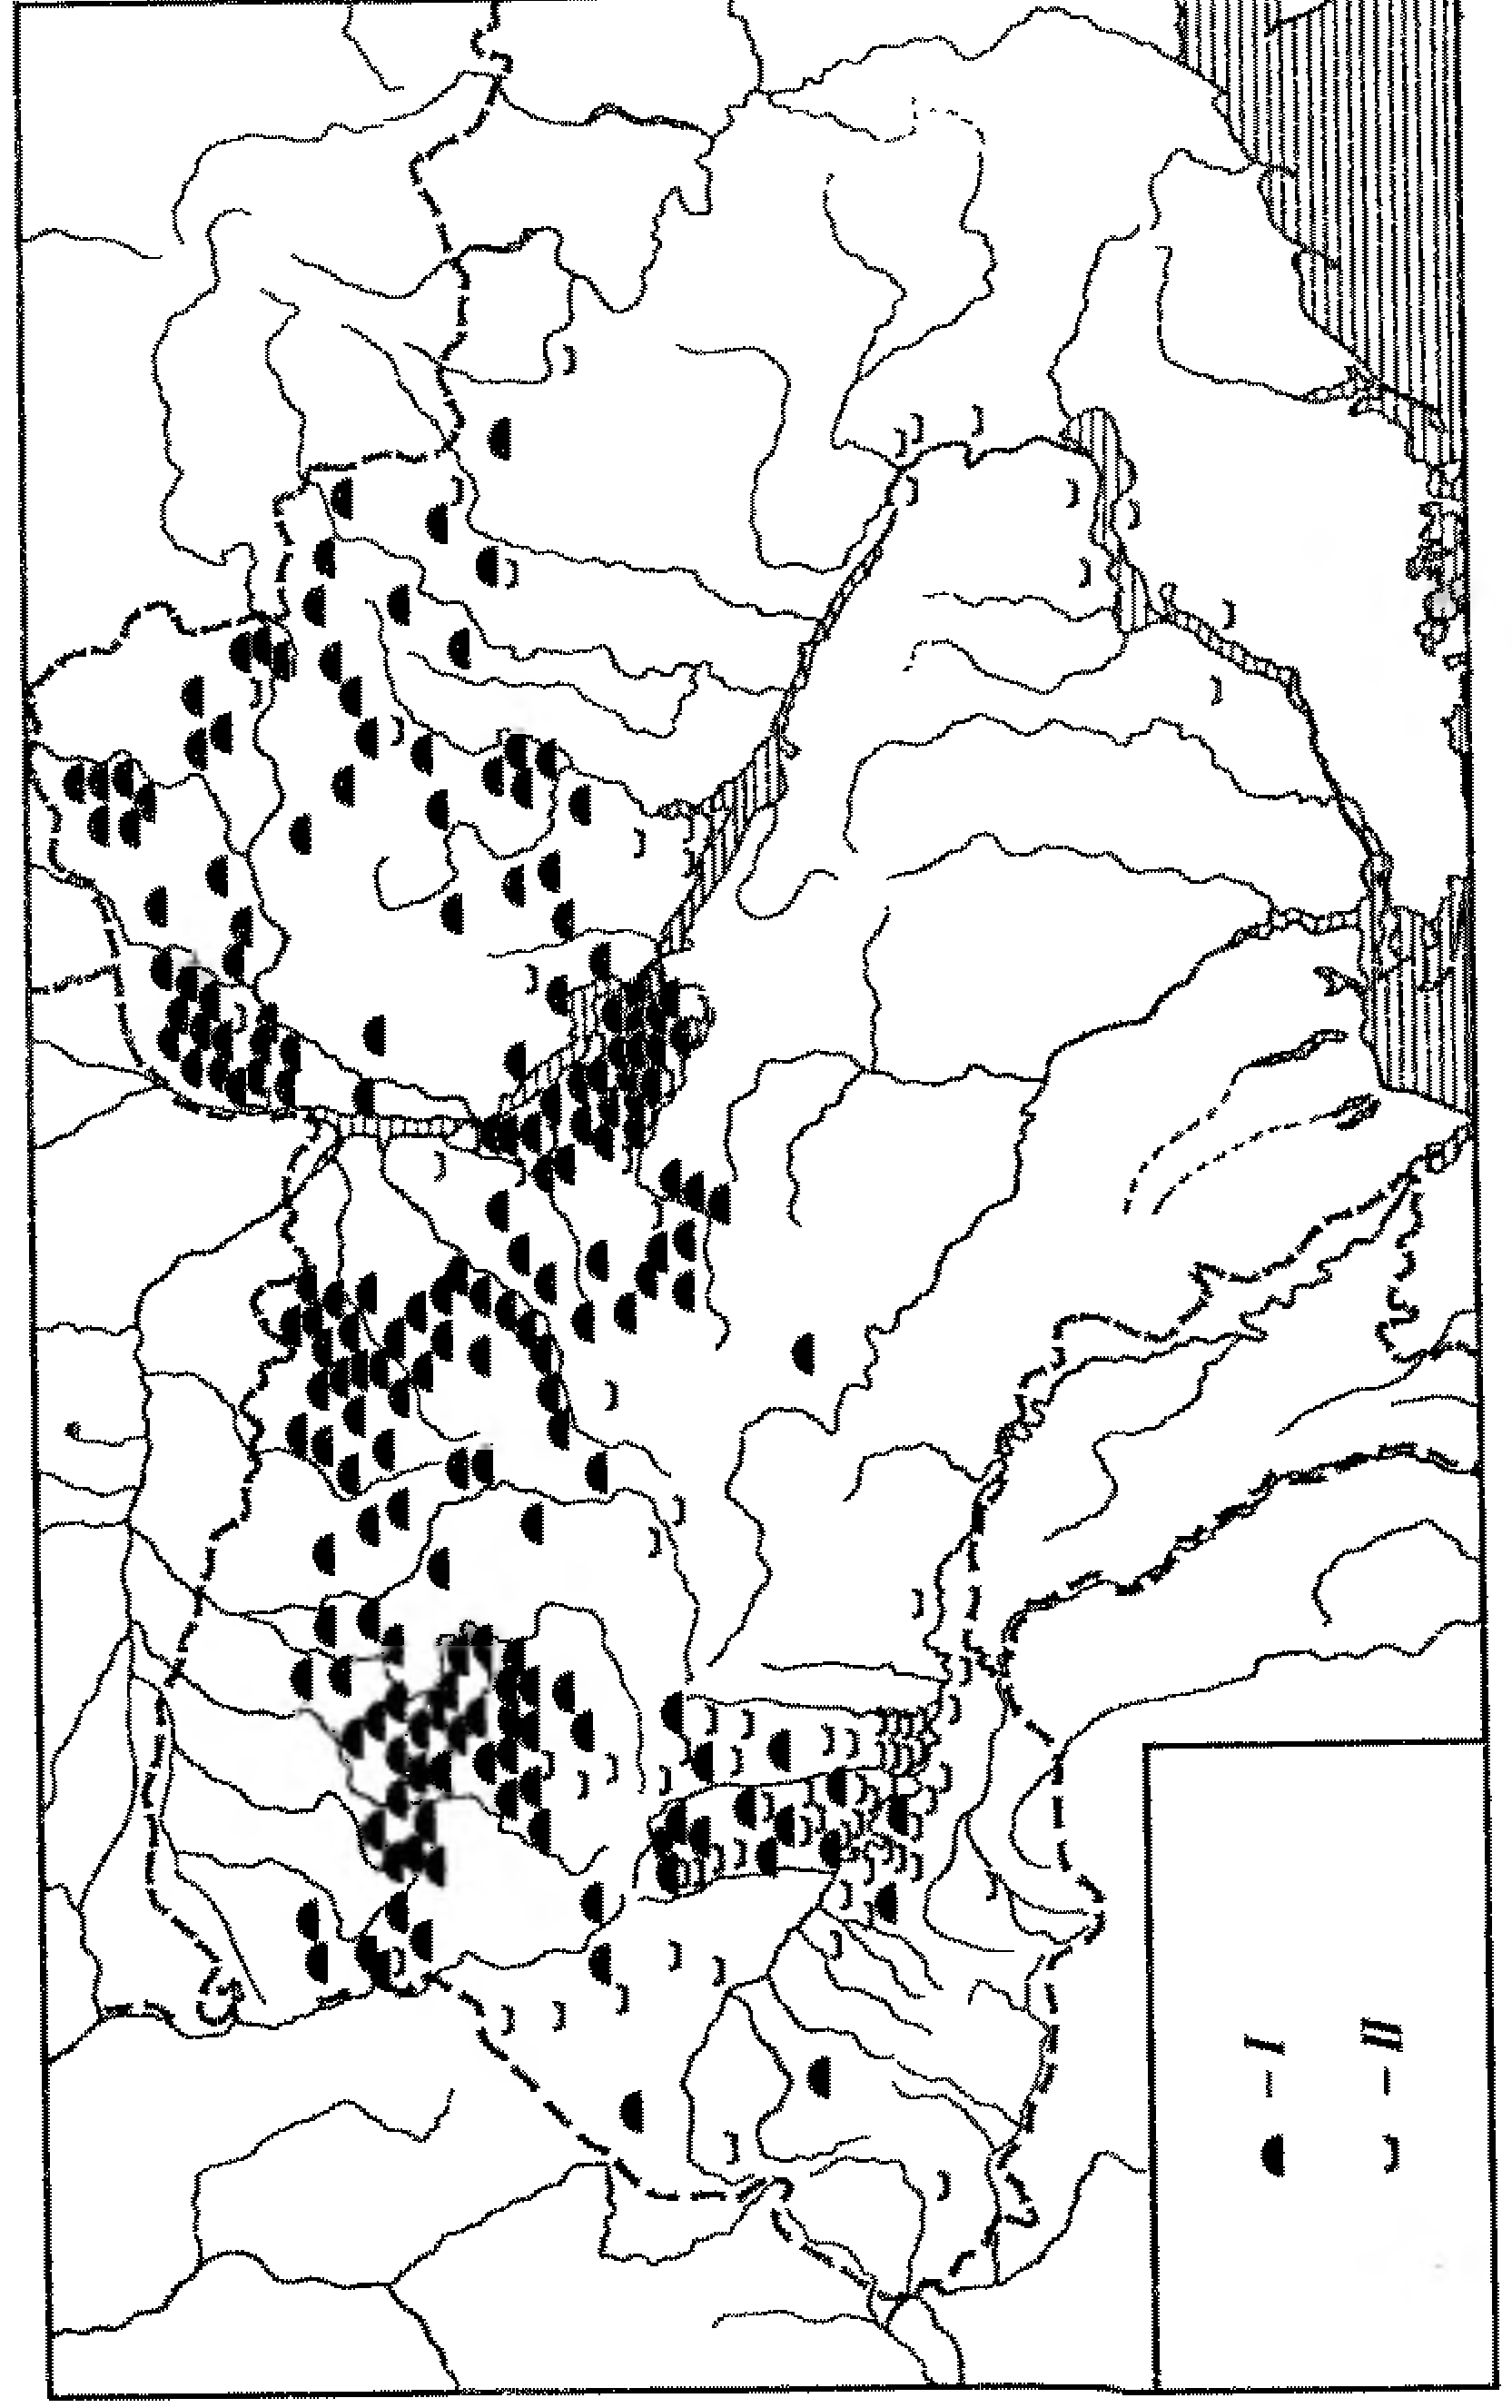 – I
– II